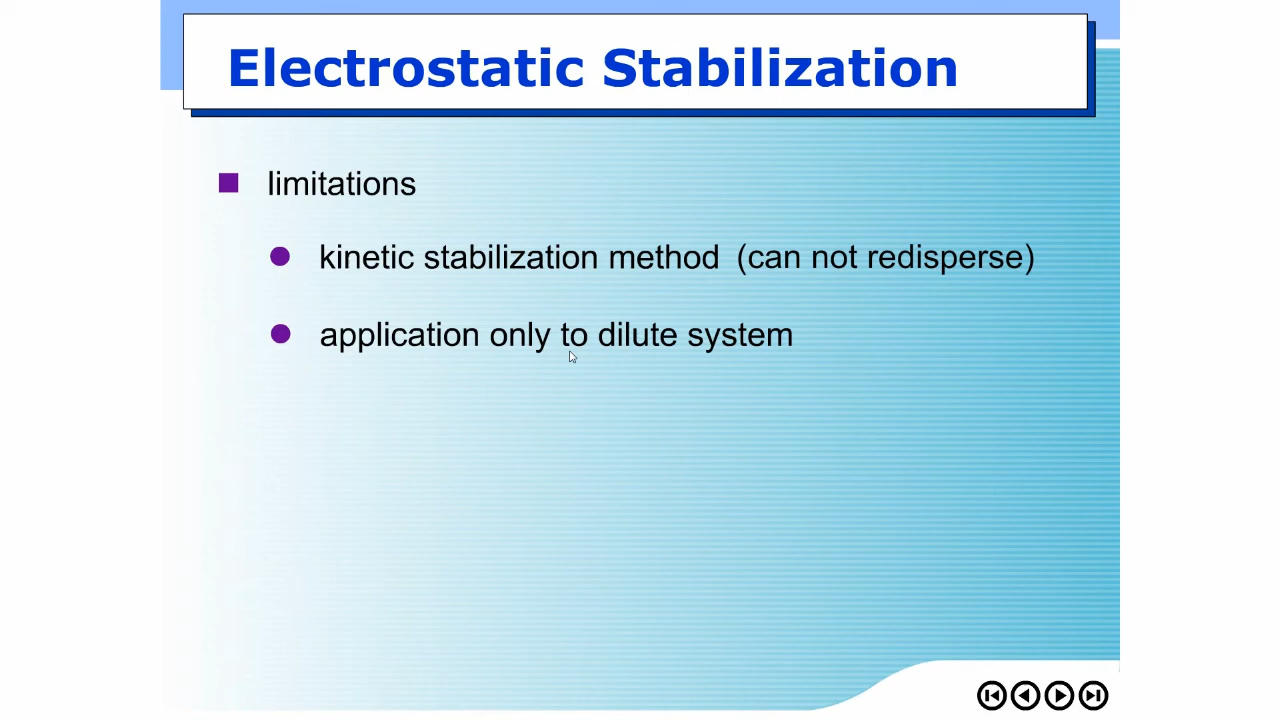 Electrostatic Stabilization
limitations
kinetic stabilization method (can not redisperse)
application only to dilute system